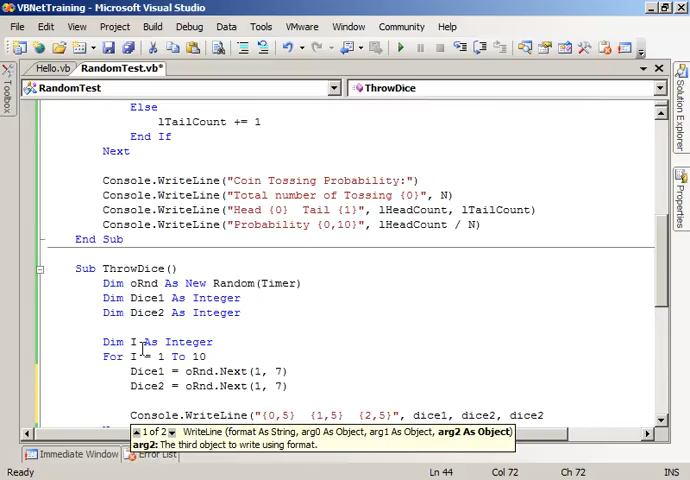 VBNetTraining - Microsoft Visual Studio
File Edit View Project Build Debug Data Tools VMware Window Community Help
Hello.vb RandomTest.vb*
RandomTest ThrowDice
Toolbox
Solution Explorer
Properties
Else
lTailCount += 1
End If
Next
Console.WriteLine("Coin Tossing Probability:")
Console.WriteLine("Total number of Tossing {0}", N)
Console.WriteLine("Head {0}  Tail {1}", lHeadCount, lTailCount)
Console.WriteLine("Probability {0,10}", lHeadCount / N)
End Sub
Sub ThrowDice()
Dim oRnd As New Random(Timer)
Dim Dice1 As Integer
Dim Dice2 As Integer
Dim I As Integer
For I = 1 To 10
Dice1 = oRnd.Next(1, 7)
Dice2 = oRnd.Next(1, 7)
Console.WriteLine("{0,5}  {1,5}  {2,5}", dice1, dice2, dice2
1 of 2 WriteLine (format As String, arg0 As Object, arg1 As Object, arg2 As Object)
arg2: The third object to write using format.
Immediate Window Error List
Ready Ln 44 Col 72 Ch 72